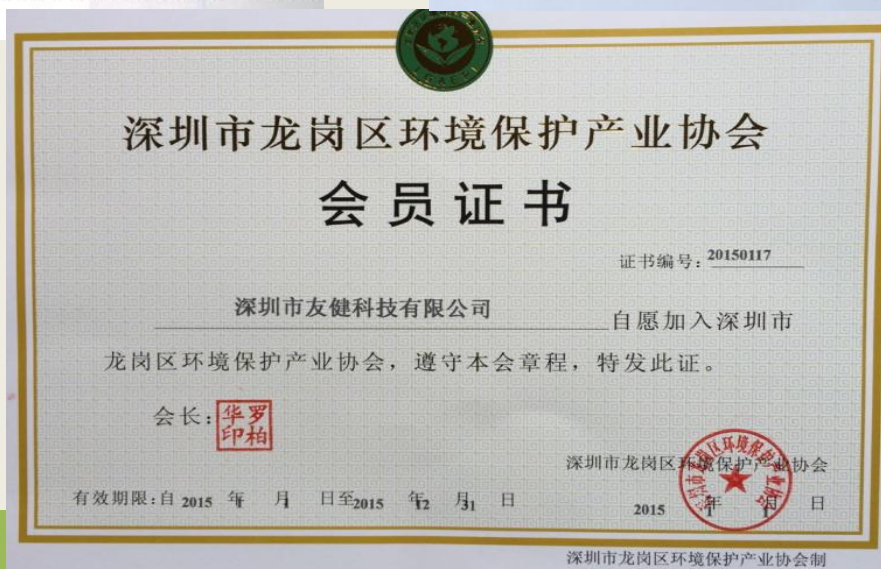 深圳市龙岗区环境保护产业协会
会员证书
证书编号：20150117
深圳市友健科技有限公司 自愿加入深圳市
龙岗区环境保护产业协会，遵守本会章程，特发此证。
会长：罗柏华印
深圳市龙岗区环境保护产业协会
有效期限：自 2015 年 1 月 1 日至 2015 年 12 月 31 日
2015 年 1 月 1 日
深圳市龙岗区环境保护产业协会制